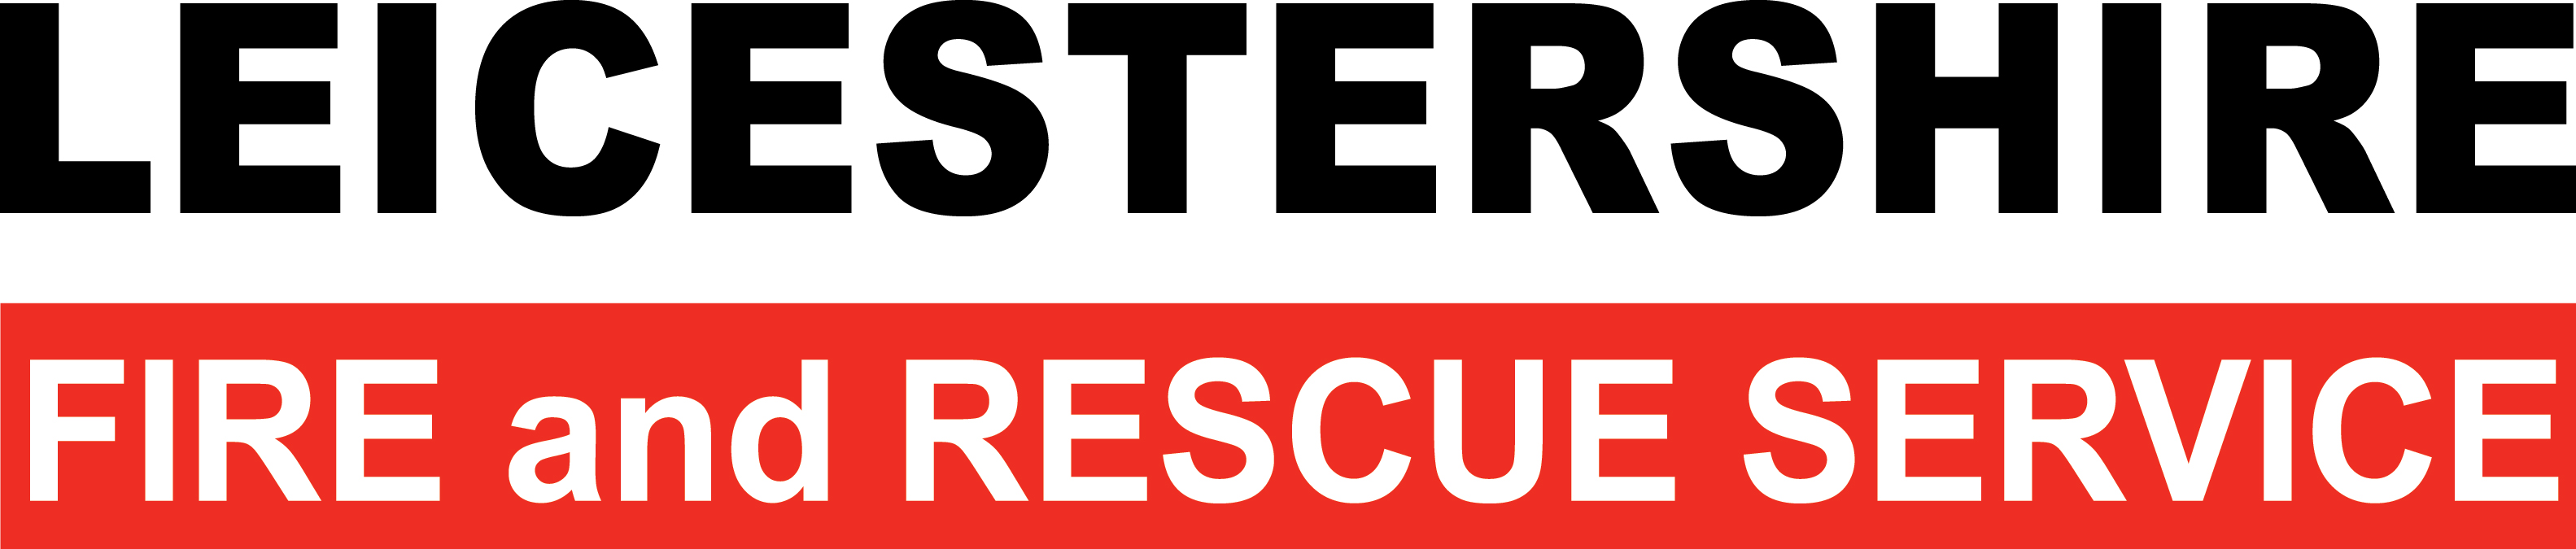 LEICESTERSHIRE
FIRE and RESCUE SERVICE